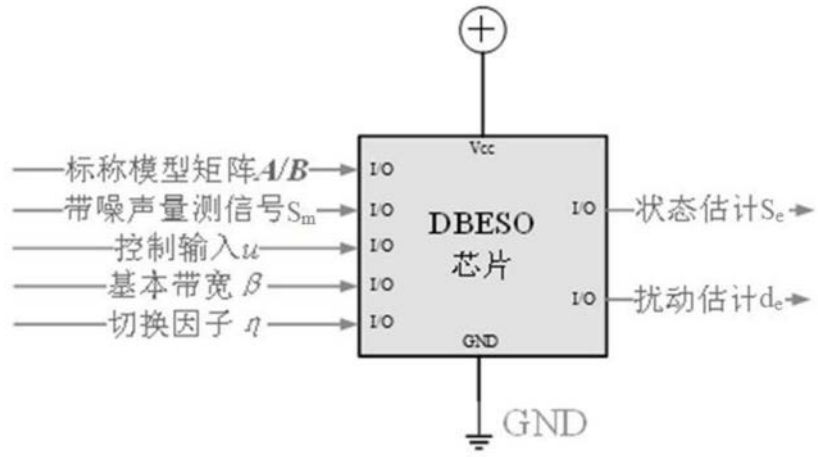 Vcc
标称模型矩阵A/B
I/O
带噪声量测信号Sm
I/O
控制输入u
I/O
基本带宽 β
I/O
切换因子 η
I/O
DBESO
芯片
I/O
状态估计Se
I/O
扰动估计de
GND
GND